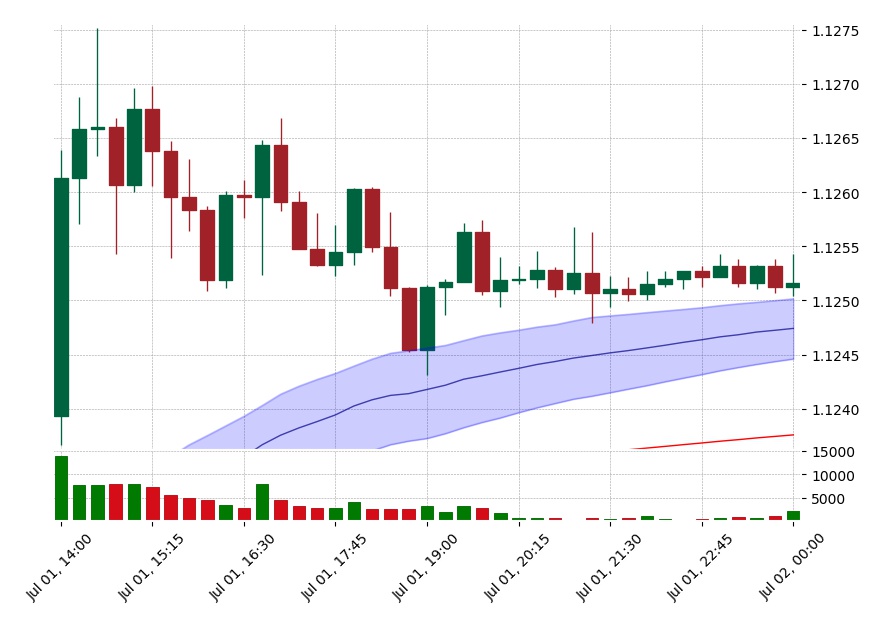 1.1275
1.1270
1.1265
1.1260
1.1255
1.1250
1.1245
1.1240
15000
10000
5000
Jul 01, 14:00
Jul 01, 15:15
Jul 01, 16:30
Jul 01, 17:45
Jul 01, 19:00
Jul 01, 20:15
Jul 01, 21:30
Jul 01, 22:45
Jul 02, 00:00